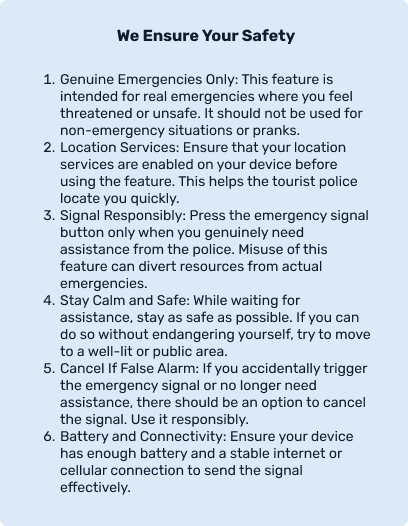 We Ensure Your Safety
1. Genuine Emergencies Only: This feature is
intended for real emergencies where you feel
threatened or unsafe. It should not be used for
non-emergency situations or pranks.
2. Location Services: Ensure that your location
services are enabled on your device before
using the feature. This helps the tourist police
locate you quickly.
3. Signal Responsibly: Press the emergency signal
button only when you genuinely need
assistance from the police. Misuse of this
feature can divert resources from actual
emergencies.
4. Stay Calm and Safe: While waiting for
assistance, stay as safe as possible. If you can
do so without endangering yourself, try to move
to a well-lit or public area.
5. Cancel If False Alarm: If you accidentally trigger
the emergency signal or no longer need
assistance, there should be an option to cancel
the signal. Use it responsibly.
6. Battery and Connectivity: Ensure your device
has enough battery and a stable internet or
cellular connection to send the signal
effectively.